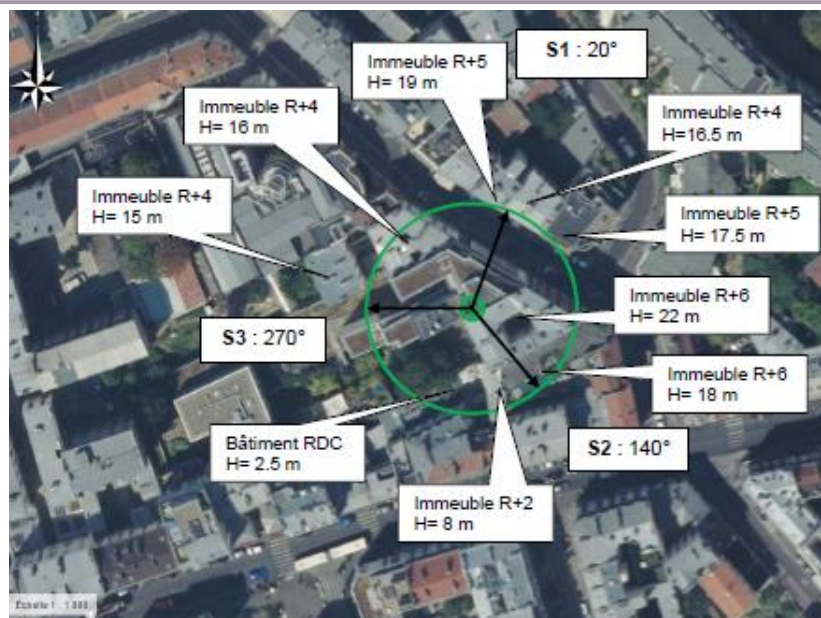 Immeuble R+5
H= 19 m
S1 : 20°
Immeuble R+4
H= 16 m
Immeuble R+4
H=16.5 m
Immeuble R+4
H= 15 m
Immeuble R+5
H= 17.5 m
Immeuble R+6
H= 22 m
S3 : 270°
Immeuble R+6
H= 18 m
Bâtiment RDC
H= 2.5 m
S2 : 140°
Immeuble R+2
H= 8 m